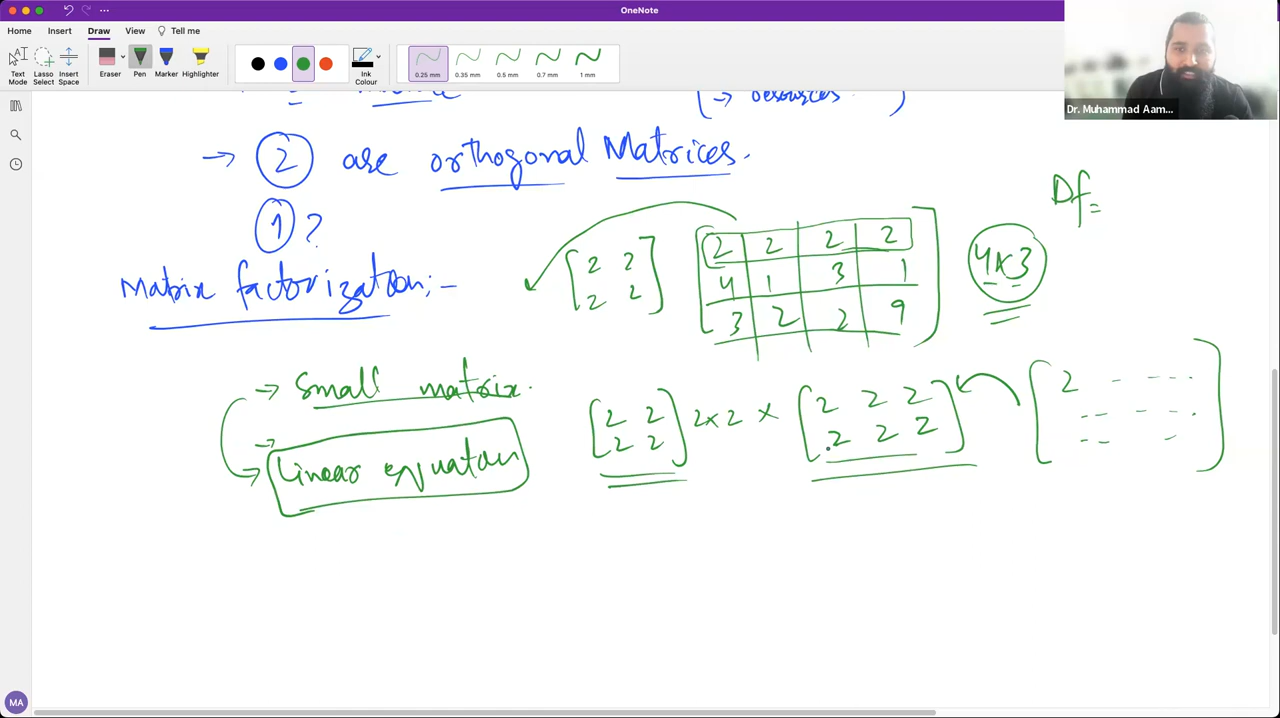 OneNote
Home Insert Draw View Tell me
Text Mode
Lasso Select
Insert Space
Eraser
Pen
Marker
Highlighter
Ink Colour
0.25 mm
0.35 mm
0.5 mm
0.7 mm
1 mm
Dr. Muhammad Aam...
→ resources
→ 2 are orthogonal Matrices.
1 ?
Df=
Matrix factorization:-
2 2
2 2
2 2 2 2
4 1 3 1
3 2 2 9
4x3
→ Small matrix.
→ Linear equation
2 2
2 2
2x2 x
2 2 2
2 2 2
2 - - - - -
- - - - - .
- - -
MA